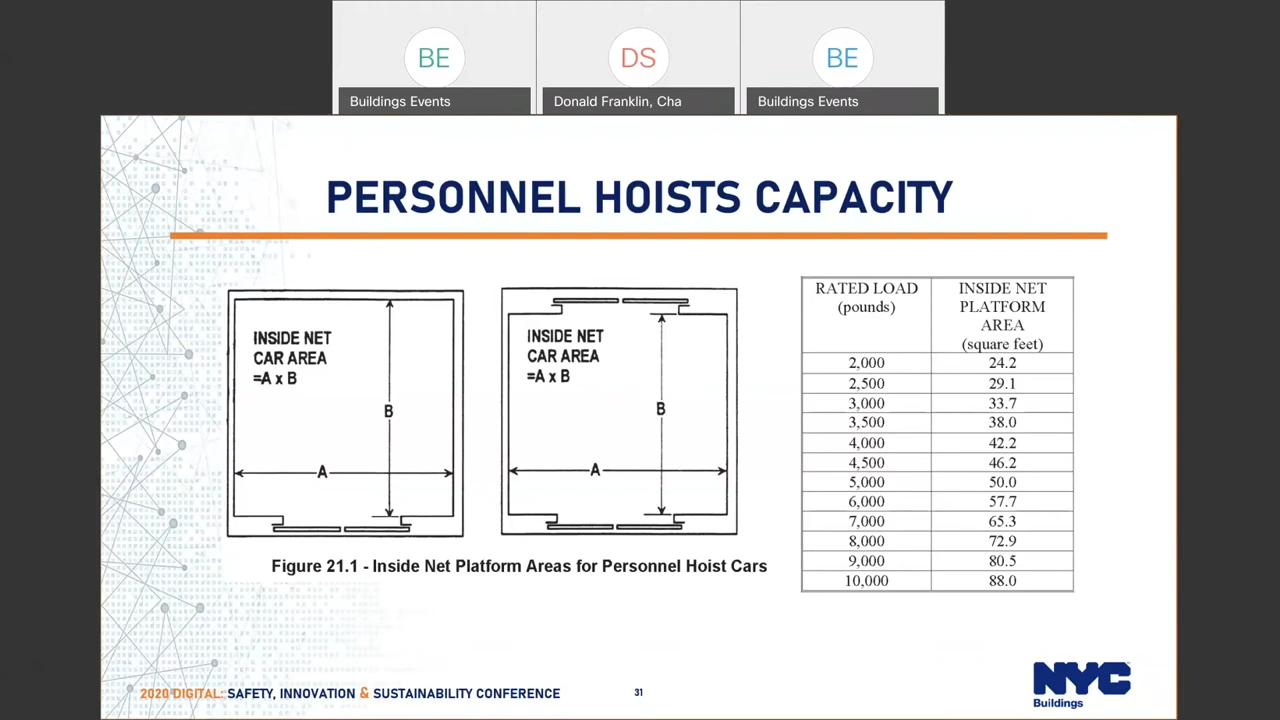 BE
DS
BE
Buildings Events
Donald Franklin, Cha
Buildings Events
PERSONNEL HOISTS CAPACITY
INSIDE NET
CAR AREA
=A x B
B
A
INSIDE NET
CAR AREA
=A x B
B
A
Figure 21.1 - Inside Net Platform Areas for Personnel Hoist Cars
RATED LOAD
(pounds)
INSIDE NET
PLATFORM
AREA
(square feet)
2,000 24.2
2,500 29.1
3,000 33.7
3,500 38.0
4,000 42.2
4,500 46.2
5,000 50.0
6,000 57.7
7,000 65.3
8,000 72.9
9,000 80.5
10,000 88.0
2020 DIGITAL: SAFETY, INNOVATION & SUSTAINABILITY CONFERENCE
31
NYC
Buildings